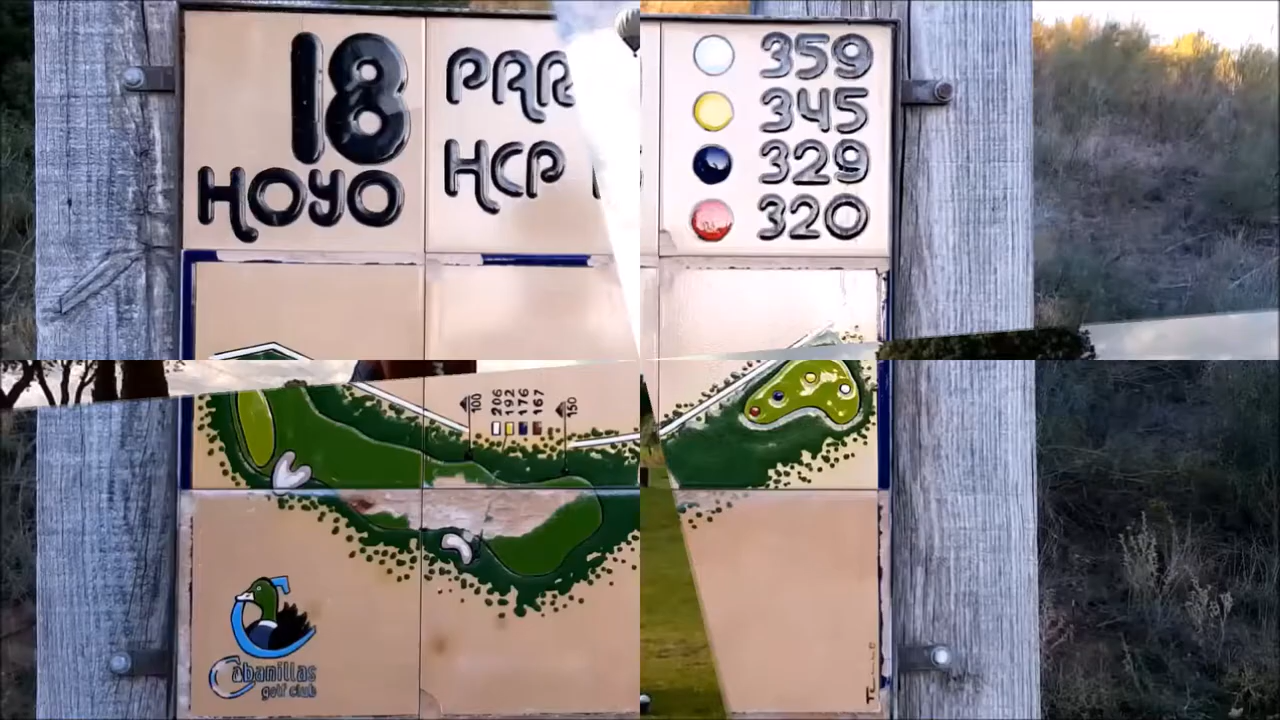 18
HOYO
PAR
HCP
359
345
329
320
100
206
192
176
167
150
Cabanillas
golf club